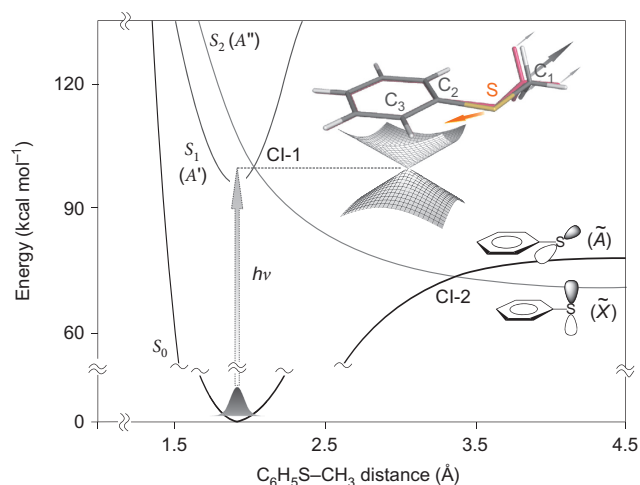 S₂ (A″)
120
C₁
S
C₂
C₃
S₁
(A′)
CI-1
90
Energy (kcal mol⁻¹)
hν
S
(Ã)
CI-2
S
(X̃)
60
S₀
0
1.5
2.5
3.5
4.5
C₆H₅S–CH₃ distance (Å)